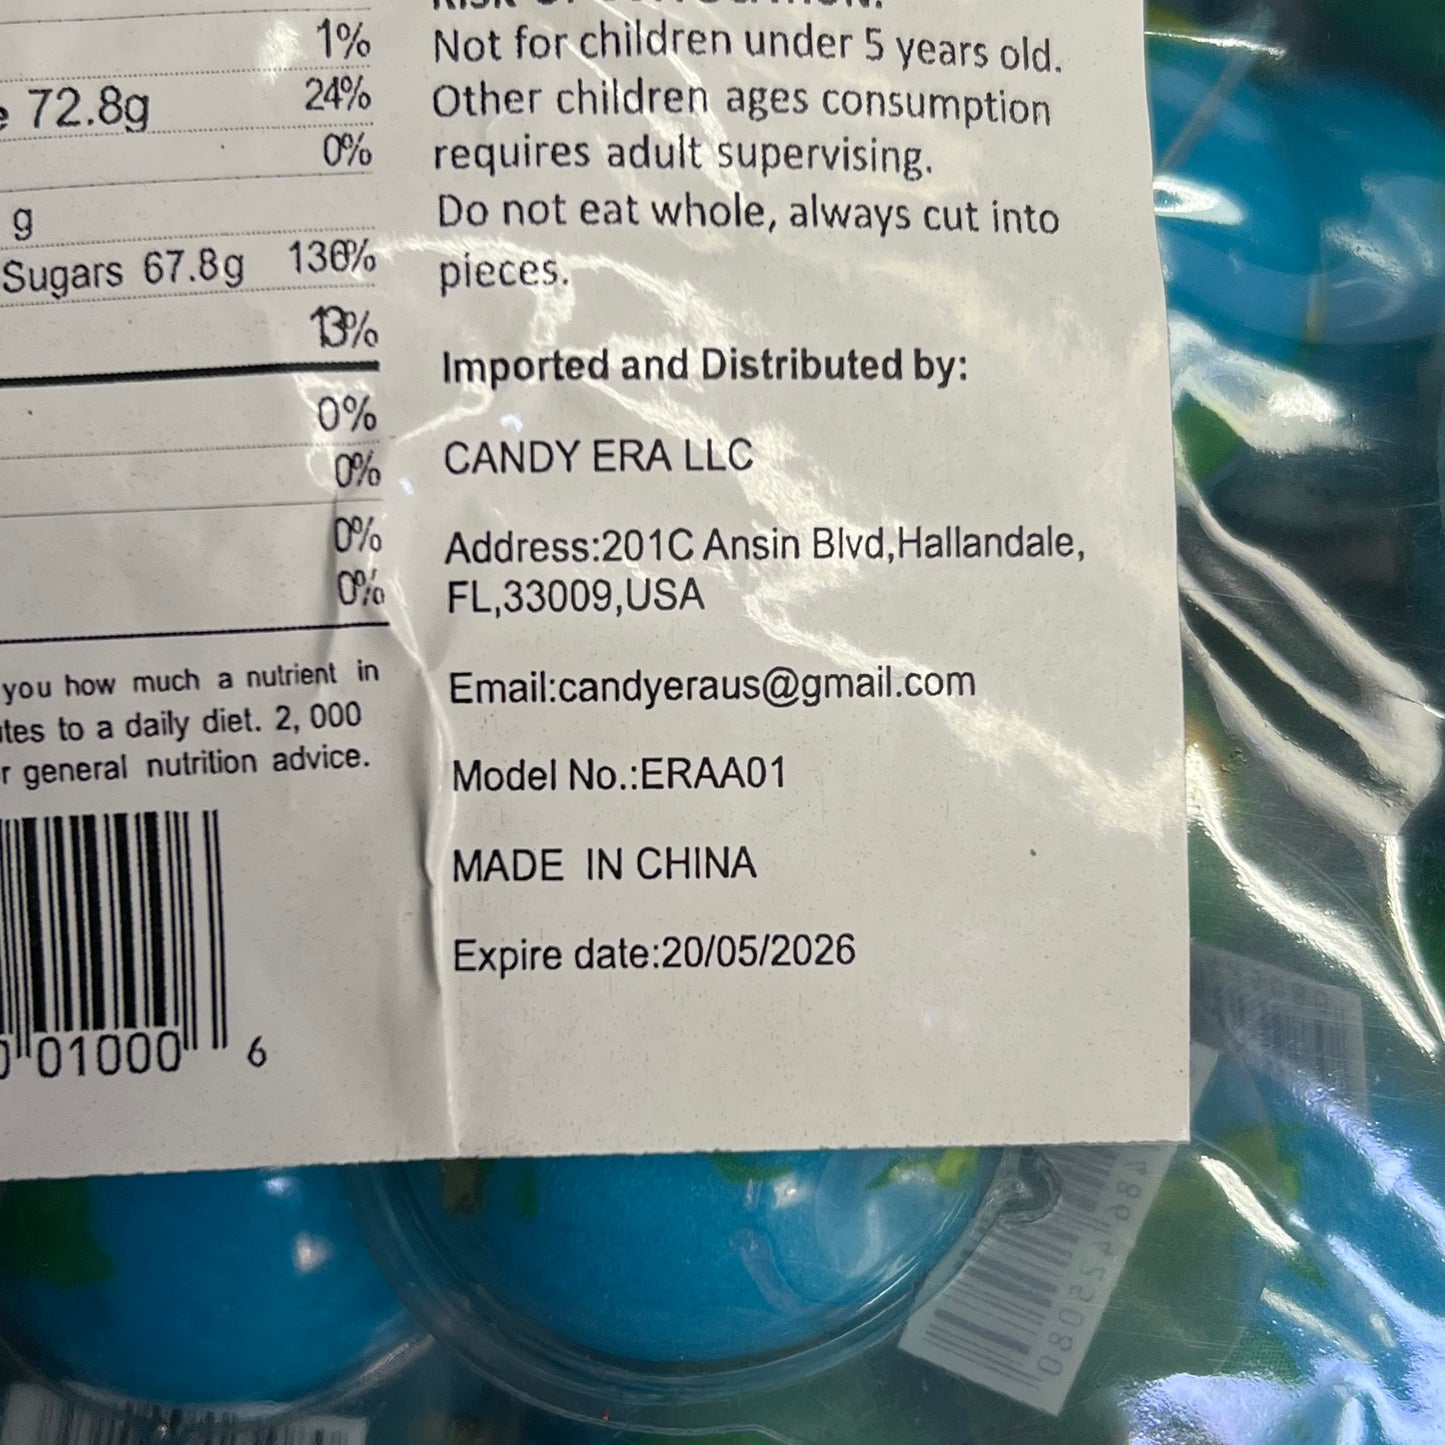 1%
72.8g 24%
0%
g
Sugars 67.8g 136%
13%
0%
0%
0%
0%
you how much a nutrient in
to a daily diet. 2, 000
general nutrition advice.
01000 6
Not for children under 5 years old.
Other children ages consumption
requires adult supervising.
Do not eat whole, always cut into
pieces.
Imported and Distributed by:
CANDY ERA LLC
Address:201C Ansin Blvd,Hallandale,
FL,33009,USA
Email:candyeraus@gmail.com
Model No.:ERAA01
MADE IN CHINA
Expire date:20/05/2026